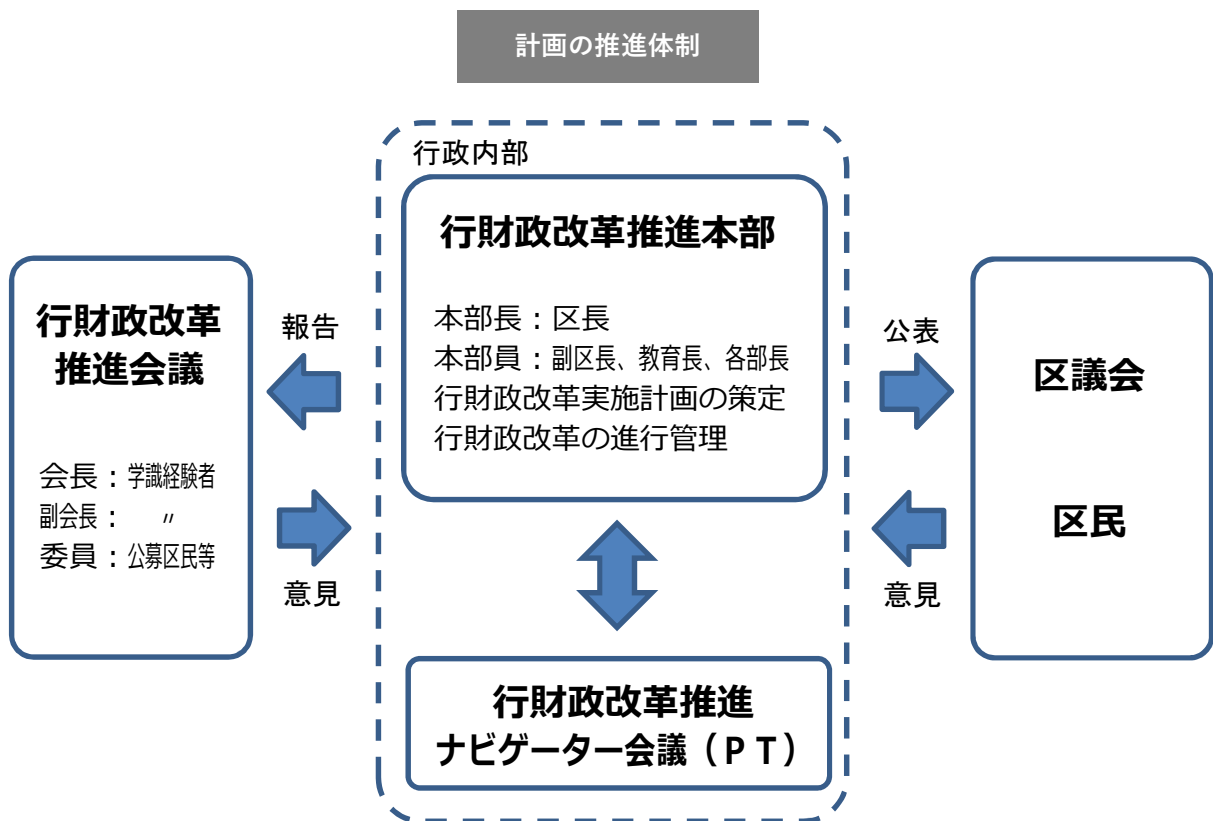 計画の推進体制
行政内部
行財政改革推進本部
本部長：区長
本部員：副区長、教育長、各部長
行財政改革実施計画の策定
行財政改革の進行管理
行財政改革
推進会議
会長：学識経験者
副会長：　〃
委員：公募区民等
報告
意見
公表
意見
区議会
区民
行財政改革推進
ナビゲーター会議（ＰＴ）